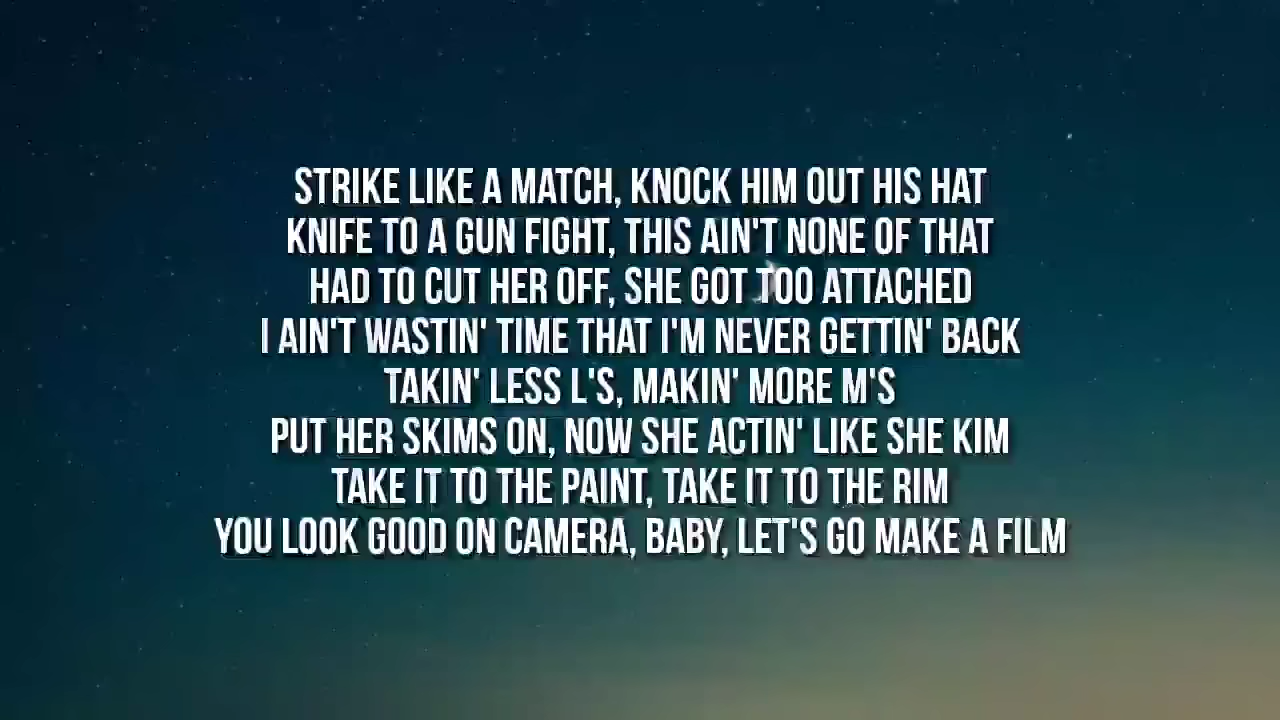 STRIKE LIKE A MATCH, KNOCK HIM OUT HIS HAT
KNIFE TO A GUN FIGHT, THIS AIN'T NONE OF THAT
HAD TO CUT HER OFF, SHE GOT TOO ATTACHED
I AIN'T WASTIN' TIME THAT I'M NEVER GETTIN' BACK
TAKIN' LESS L'S, MAKIN' MORE M'S
PUT HER SKIMS ON, NOW SHE ACTIN' LIKE SHE KIM
TAKE IT TO THE PAINT, TAKE IT TO THE RIM
YOU LOOK GOOD ON CAMERA, BABY, LET'S GO MAKE A FILM